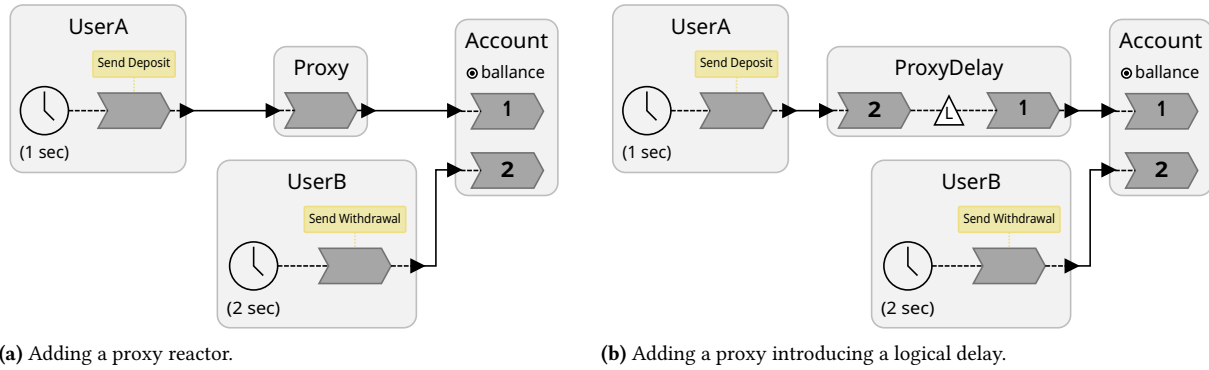 UserA
Send Deposit
(1 sec)
Proxy
Account
ballance
1
2
UserB
Send Withdrawal
(2 sec)
(a) Adding a proxy reactor.
UserA
Send Deposit
(1 sec)
ProxyDelay
2
L
1
Account
ballance
1
2
UserB
Send Withdrawal
(2 sec)
(b) Adding a proxy introducing a logical delay.